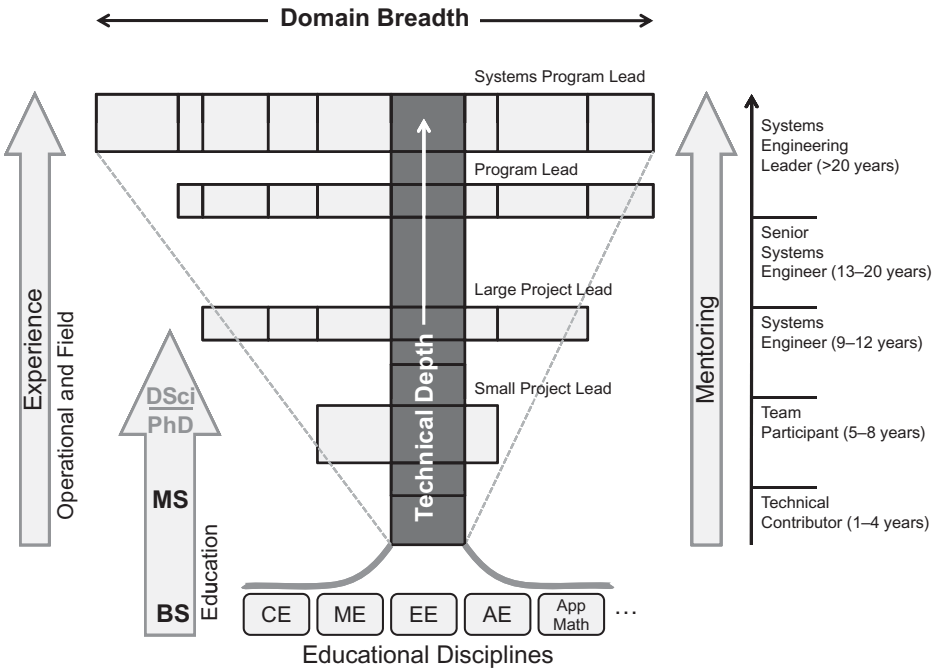 Domain Breadth
Systems Program Lead
Program Lead
Large Project Lead
Small Project Lead
Technical Depth
Experience
Operational and Field
DSci
PhD
MS
BS
Education
Mentoring
Systems
Engineering
Leader (>20 years)
Senior
Systems
Engineer (13–20 years)
Systems
Engineer (9–12 years)
Team
Participant (5–8 years)
Technical
Contributor (1–4 years)
CE
ME
EE
AE
App
Math
...
Educational Disciplines